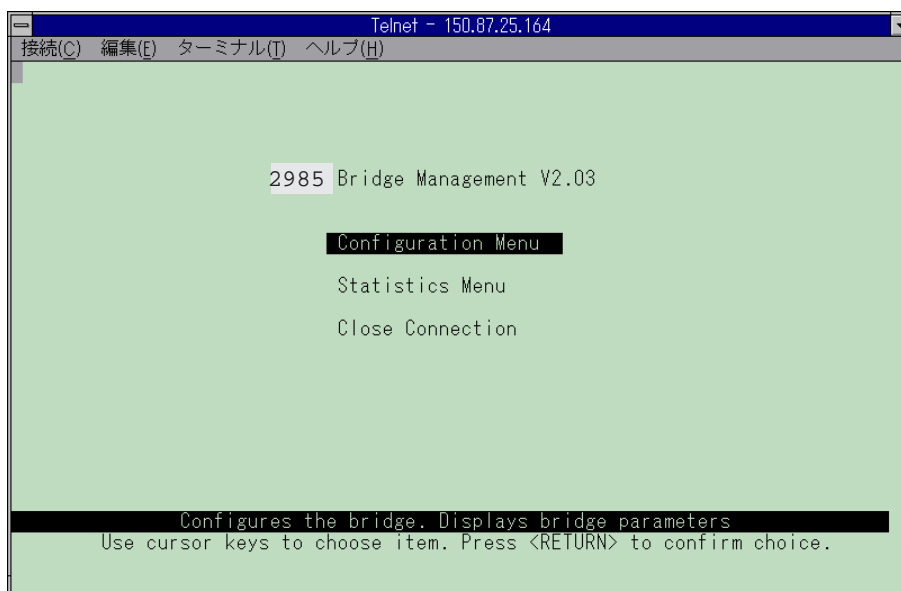 Telnet - 150.87.25.164
接続(C) 編集(E) ターミナル(T) ヘルプ(H)
2985 Bridge Management V2.03
Configuration Menu
Statistics Menu
Close Connection
Configures the bridge. Displays bridge parameters
Use cursor keys to choose item. Press <RETURN> to confirm choice.